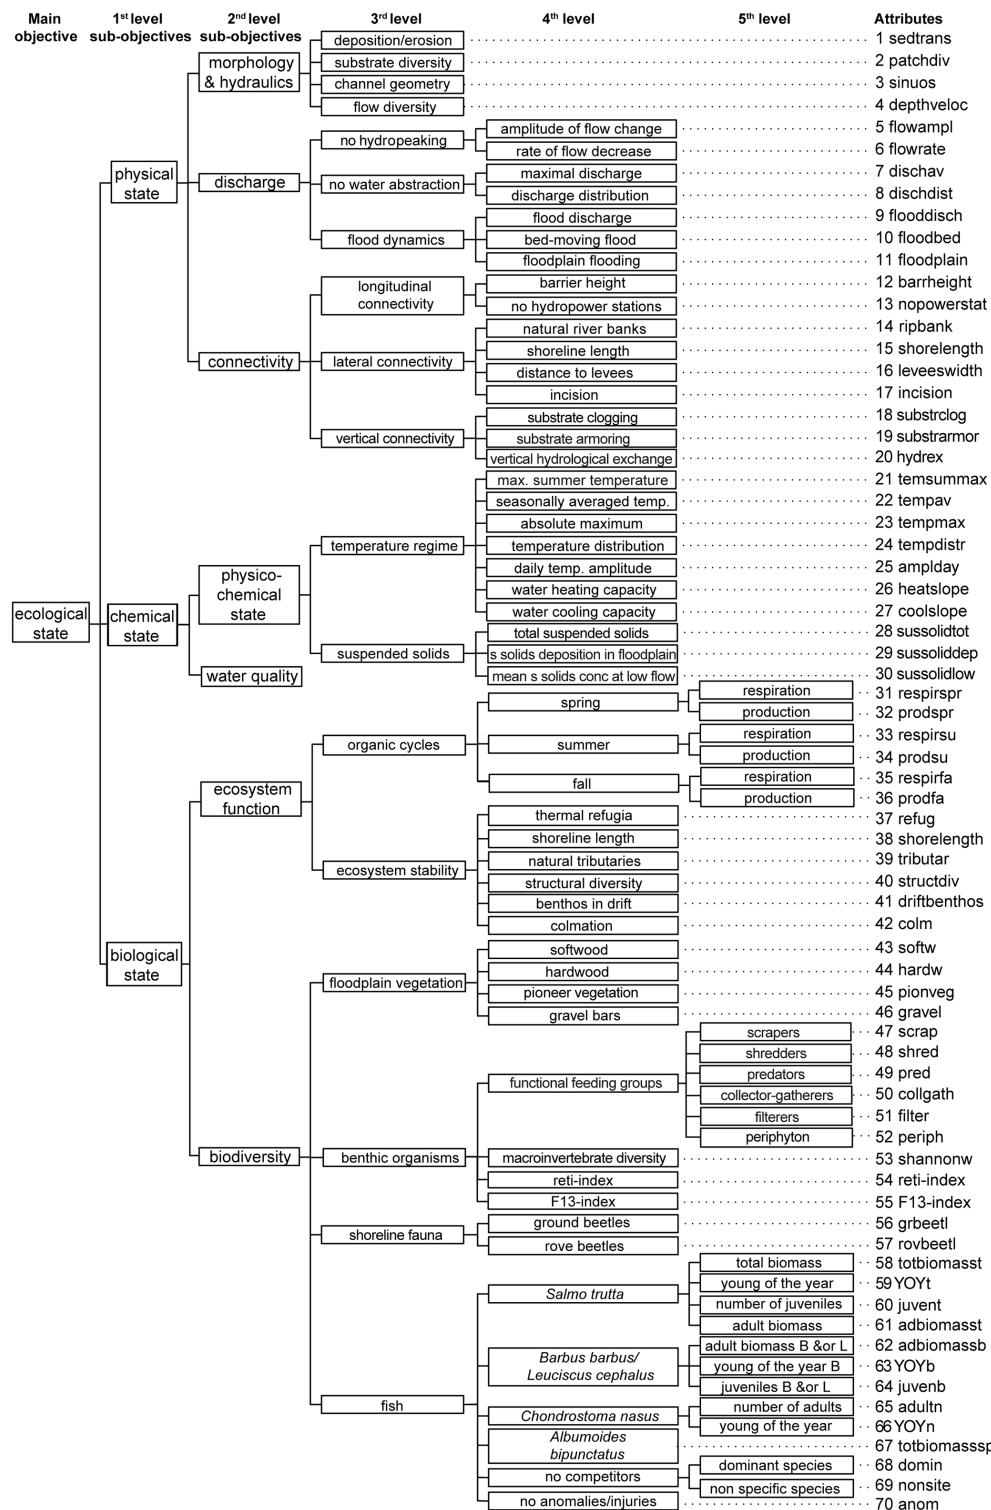 Main 1st level 2nd level 3rd level 4th level 5th level Attributes
objective sub-objectives sub-objectives
deposition/erosion 1 sedtrans
morphology & hydraulics substrate diversity 2 patchdiv
channel geometry 3 sinuos
flow diversity 4 depthveloc
amplitude of flow change 5 flowampl
no hydropeaking
rate of flow decrease 6 flowrate
maximal discharge 7 dischav
physical state discharge no water abstraction
discharge distribution 8 dischdist
flood discharge 9 flooddisch
flood dynamics bed-moving flood 10 floodbed
floodplain flooding 11 floodplain
longitudinal connectivity barrier height 12 barrheight
no hydropower stations 13 nopowerstat
natural river banks 14 ripbank
shoreline length 15 shorelength
connectivity lateral connectivity
distance to levees 16 leveeswidth
incision 17 incision
substrate clogging 18 substrclog
vertical connectivity substrate armoring 19 substrarmor
vertical hydrological exchange 20 hydrex
max. summer temperature 21 temsummax
seasonally averaged temp. 22 tempav
absolute maximum 23 tempmax
temperature regime temperature distribution 24 tempdistr
daily temp. amplitude 25 amplday
physico-
chemical
state
water heating capacity 26 heatslope
water cooling capacity 27 coolslope
ecological state chemical state
total suspended solids 28 sussolidtot
suspended solids s solids deposition in floodplain 29 sussoliddep
water quality mean s solids conc at low flow 30 sussolidlow
respiration 31 respirspr
spring
production 32 prodspr
respiration 33 respirsu
organic cycles summer
production 34 prodsu
respiration 35 respirfa
fall
production 36 prodfa
ecosystem function
thermal refugia 37 refug
shoreline length 38 shorelength
natural tributaries 39 tributar
ecosystem stability
structural diversity 40 structdiv
benthos in drift 41 driftbenthos
colmation 42 colm
biological state
softwood 43 softw
hardwood 44 hardw
floodplain vegetation
pioneer vegetation 45 pionveg
gravel bars 46 gravel
scrapers 47 scrap
shredders 48 shred
predators 49 pred
functional feeding groups
collector-gatherers 50 collgath
filterers 51 filter
periphyton 52 periph
biodiversity benthic organisms macroinvertebrate diversity 53 shannonw
reti-index 54 reti-index
F13-index 55 F13-index
ground beetles 56 grbeetl
shoreline fauna
rove beetles 57 rovbeetl
total biomass 58 totbiomasst
young of the year 59 YOYt
Salmo trutta
number of juveniles 60 juvent
adult biomass 61 adbiomasst
adult biomass B &or L 62 adbiomassb
Barbus barbus/
Leuciscus cephalus
young of the year B 63 YOYb
juveniles B &or L 64 juvenb
fish
number of adults 65 adultn
Chondrostoma nasus
young of the year 66 YOYn
Albumoides
bipunctatus
67 totbiomasssp
dominant species 68 domin
no competitors
non specific species 69 nonsite
no anomalies/injuries 70 anom